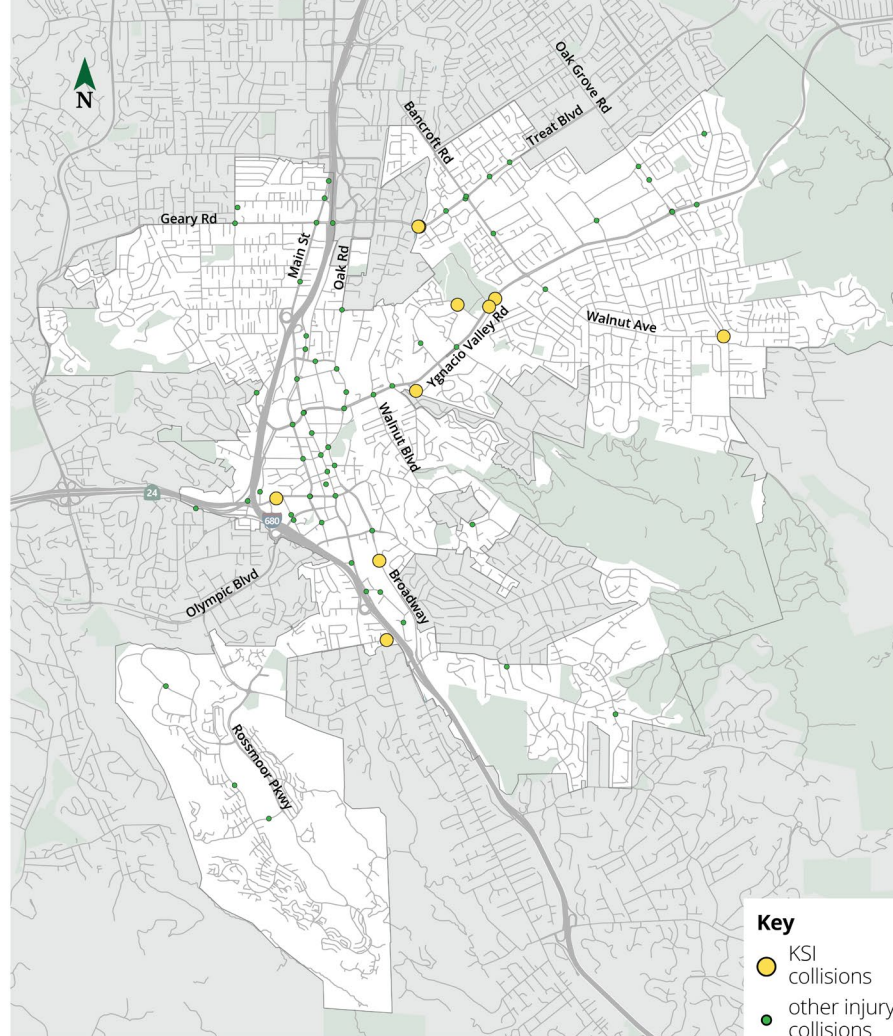 Oak Grove Rd
Bancroft Rd
Treat Blvd
N
Geary Rd
Main St
Oak Rd
Ygnacio Valley Rd
Walnut Ave
Walnut Blvd
24
680
Olympic Blvd
Broadway
Rossmoor Pkwy
Key
KSI
collisions
other injury
collisions